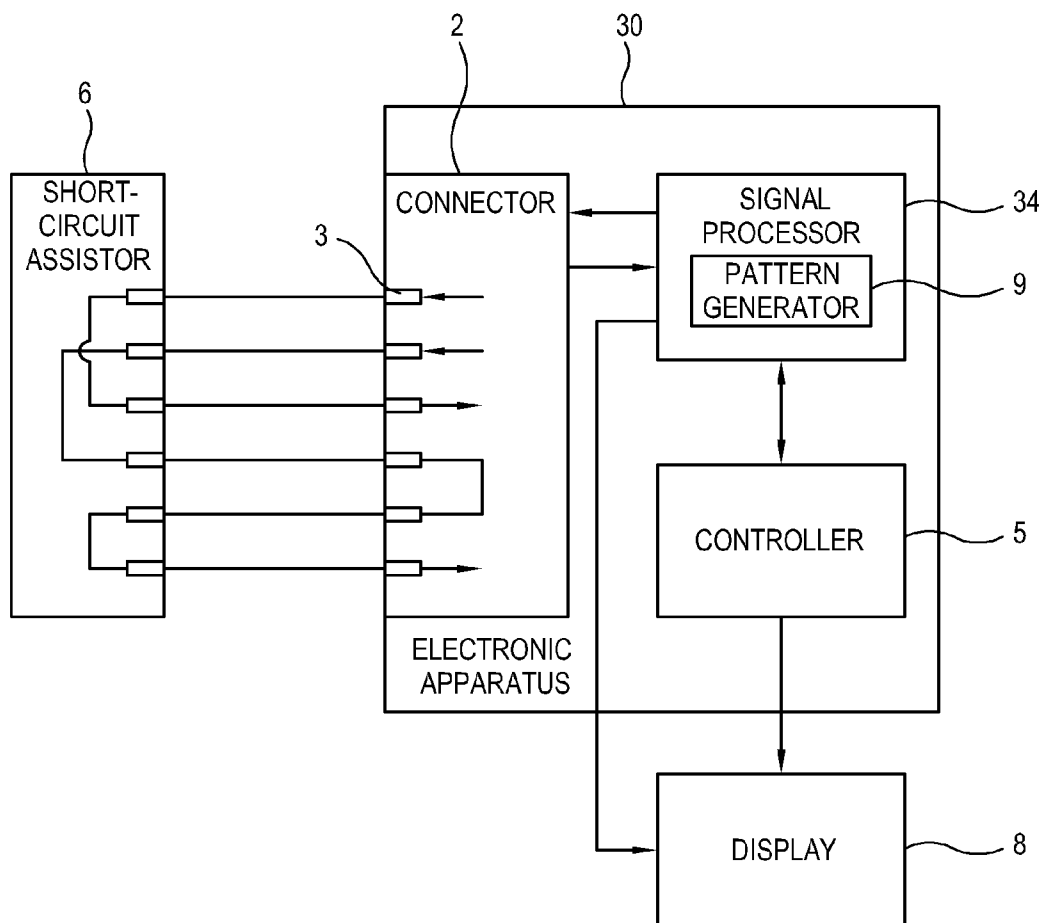 2
30
6
SHORT-
CIRCUIT
ASSISTOR
CONNECTOR
3
SIGNAL
PROCESSOR
34
PATTERN
GENERATOR
9
CONTROLLER
5
ELECTRONIC
APPARATUS
DISPLAY
8